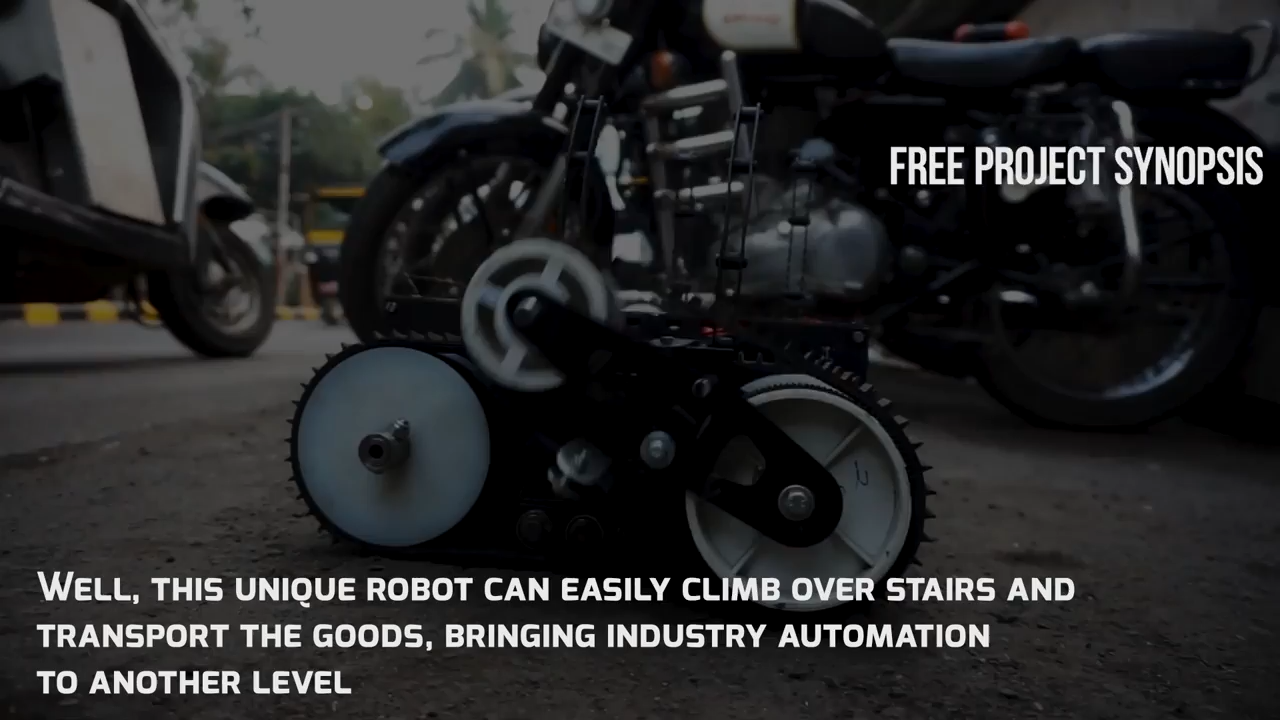 FREE PROJECT SYNOPSIS
Well, this unique robot can easily climb over stairs and
transport the goods, bringing industry automation
to another level